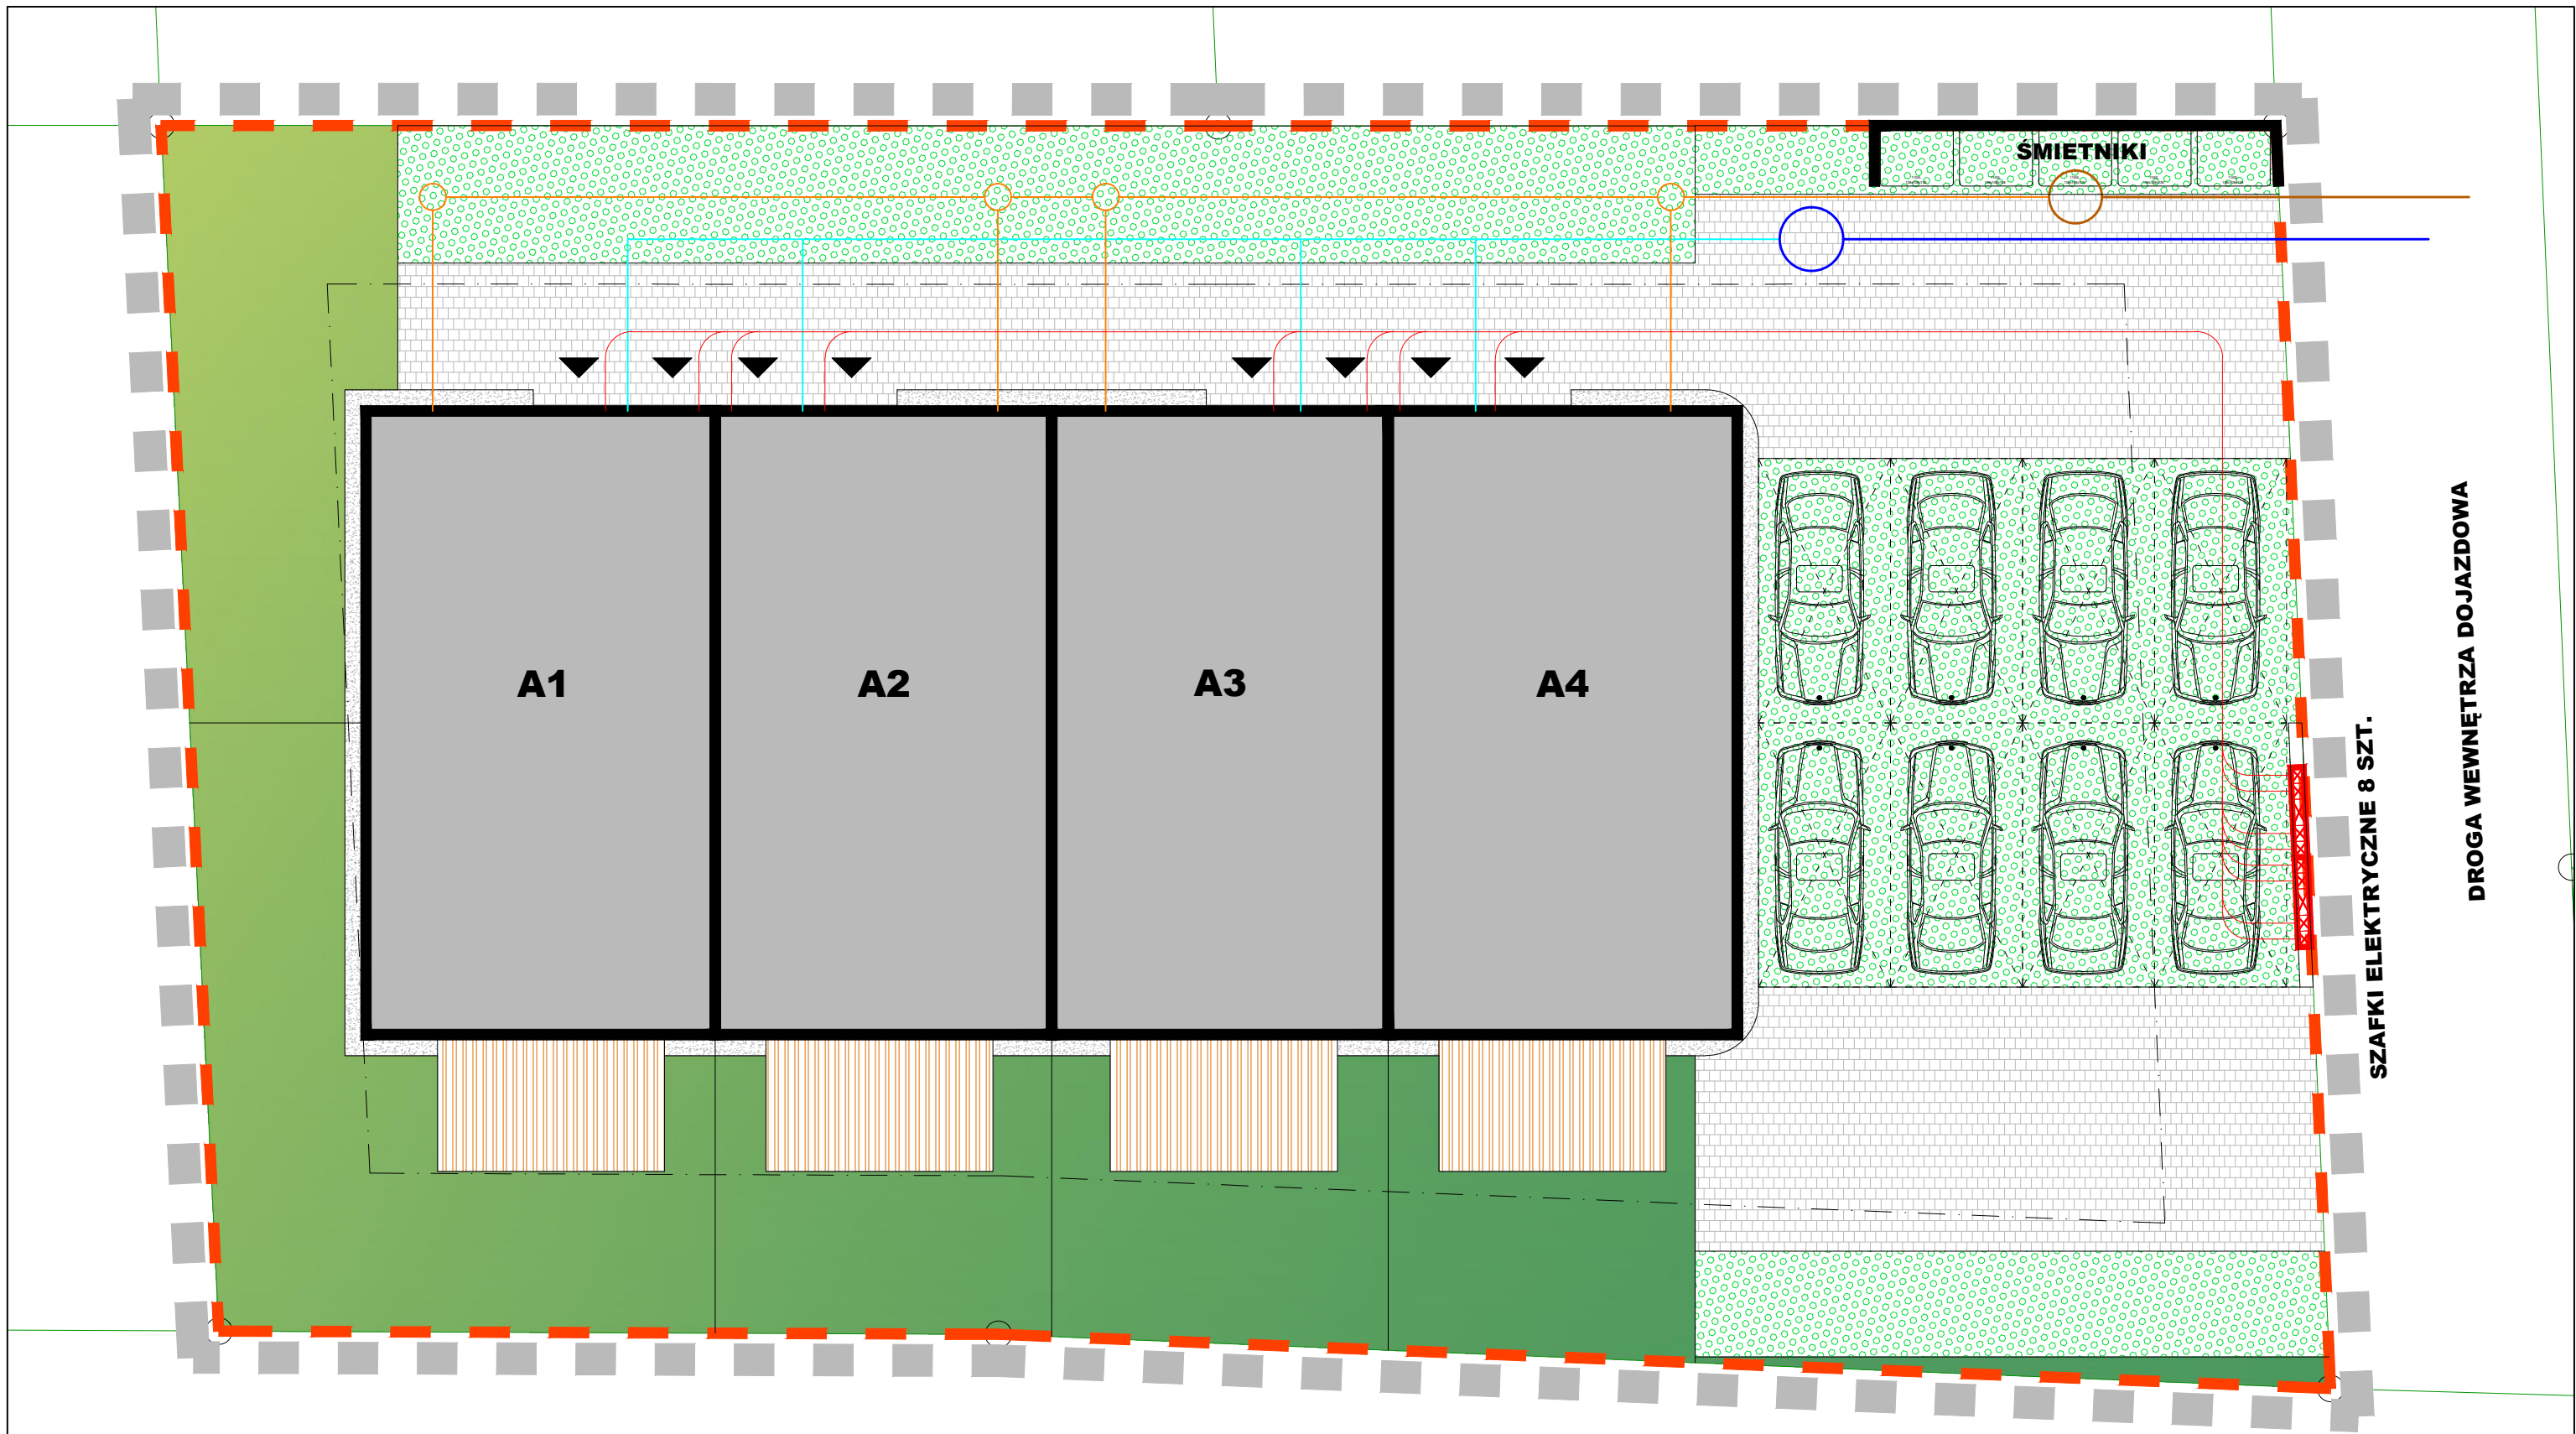 ŚMIETNIKI
A1
A2
A3
A4
SZAFKI ELEKTRYCZNE 8 SZT.
DROGA WEWNĘTRZA DOJAZDOWA